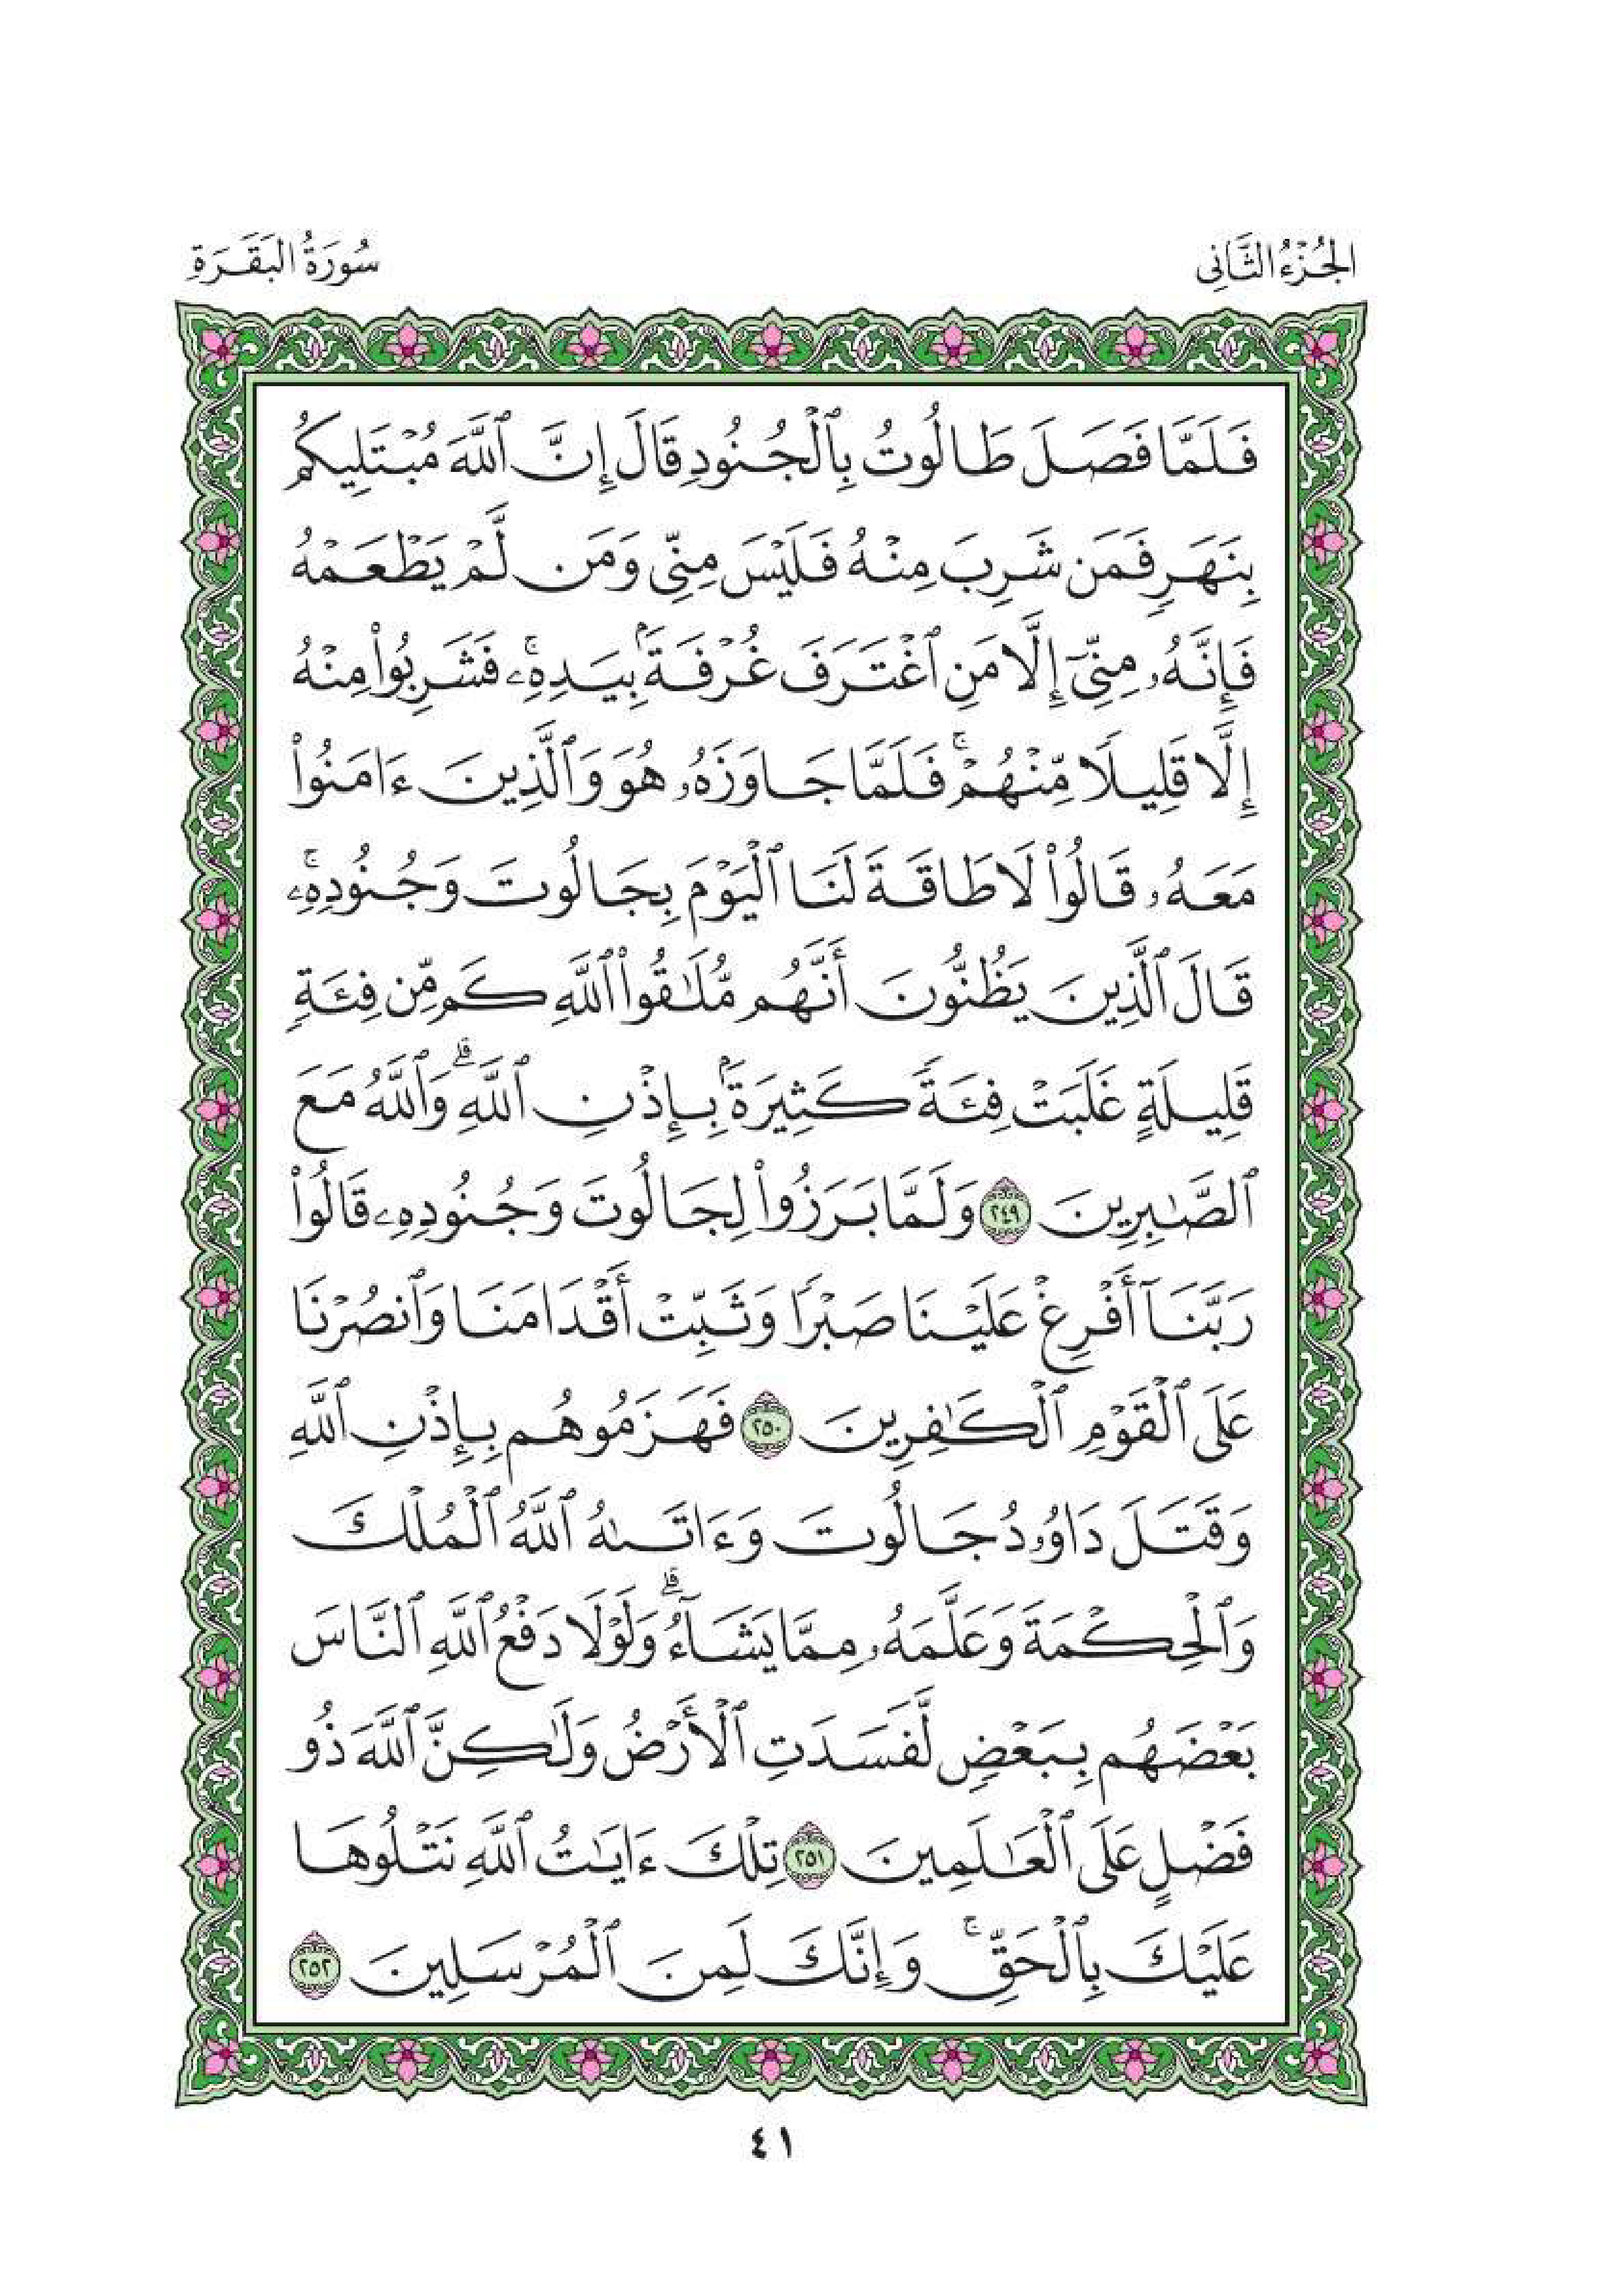 الجُزْءُ الثَّانِي
سُورَةُ البَقَرَةِ
فَلَمَّا فَصَلَ طَالُوتُ بِٱلْجُنُودِ قَالَ إِنَّ ٱللَّهَ مُبْتَلِيكُم
بِنَهَرٍ فَمَن شَرِبَ مِنْهُ فَلَيْسَ مِنِّى وَمَن لَّمْ يَطْعَمْهُ
فَإِنَّهُۥ مِنِّىٓ إِلَّا مَنِ ٱغْتَرَفَ غُرْفَةَۢ بِيَدِهِۦۚ فَشَرِبُوا۟ مِنْهُ
إِلَّا قَلِيلًا مِّنْهُمْۚ فَلَمَّا جَاوَزَهُۥ هُوَ وَٱلَّذِينَ ءَامَنُوا۟
مَعَهُۥ قَالُوا۟ لَا طَاقَةَ لَنَا ٱلْيَوْمَ بِجَالُوتَ وَجُنُودِهِۦۚ
قَالَ ٱلَّذِينَ يَظُنُّونَ أَنَّهُم مُّلَٰقُوا۟ ٱللَّهِ كَم مِّن فِئَةٍ
قَلِيلَةٍ غَلَبَتْ فِئَةً كَثِيرَةَۢ بِإِذْنِ ٱللَّهِۗ وَٱللَّهُ مَعَ
ٱلصَّٰبِرِينَ ٢٤٩ وَلَمَّا بَرَزُوا۟ لِجَالُوتَ وَجُنُودِهِۦ قَالُوا۟
رَبَّنَآ أَفْرِغْ عَلَيْنَا صَبْرًا وَثَبِّتْ أَقْدَامَنَا وَٱنصُرْنَا
عَلَى ٱلْقَوْمِ ٱلْكَٰفِرِينَ ٢٥٠ فَهَزَمُوهُم بِإِذْنِ ٱللَّهِ
وَقَتَلَ دَاوُۥدُ جَالُوتَ وَءَاتَىٰهُ ٱللَّهُ ٱلْمُلْكَ
وَٱلْحِكْمَةَ وَعَلَّمَهُۥ مِمَّا يَشَآءُۗ وَلَوْلَا دَفْعُ ٱللَّهِ ٱلنَّاسَ
بَعْضَهُم بِبَعْضٍ لَّفَسَدَتِ ٱلْأَرْضُ وَلَٰكِنَّ ٱللَّهَ ذُو
فَضْلٍ عَلَى ٱلْعَٰلَمِينَ ٢٥١ تِلْكَ ءَايَٰتُ ٱللَّهِ نَتْلُوهَا
عَلَيْكَ بِٱلْحَقِّۚ وَإِنَّكَ لَمِنَ ٱلْمُرْسَلِينَ ٢٥٢
٤١